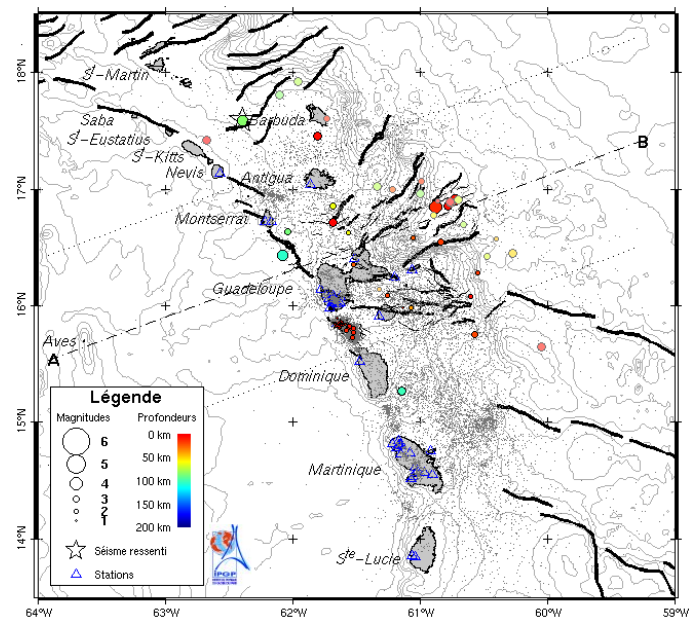 18°N
17°N
16°N
15°N
14°N
64°W
63°W
62°W
61°W
60°W
59°W
St-Martin
Saba
St-Eustatius
St-Kitts
Nevis
Barbuda
Antigua
Montserrat
Guadeloupe
Aves
A
B
Dominique
Martinique
Ste-Lucie
Légende
Magnitudes
Profondeurs
6
5
4
3
2
1
0 km
50 km
100 km
150 km
200 km
Séisme ressenti
Stations
IPGP